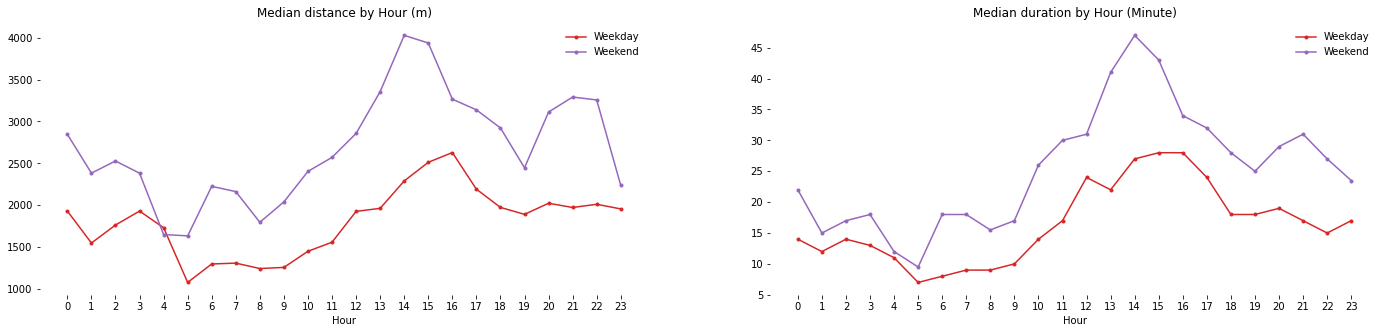 Median distance by Hour (m)
Weekday
Weekend
4000
3500
3000
2500
2000
1500
1000
0 1 2 3 4 5 6 7 8 9 10 11 12 13 14 15 16 17 18 19 20 21 22 23
Hour
Median duration by Hour (Minute)
Weekday
Weekend
45
40
35
30
25
20
15
10
5
0 1 2 3 4 5 6 7 8 9 10 11 12 13 14 15 16 17 18 19 20 21 22 23
Hour